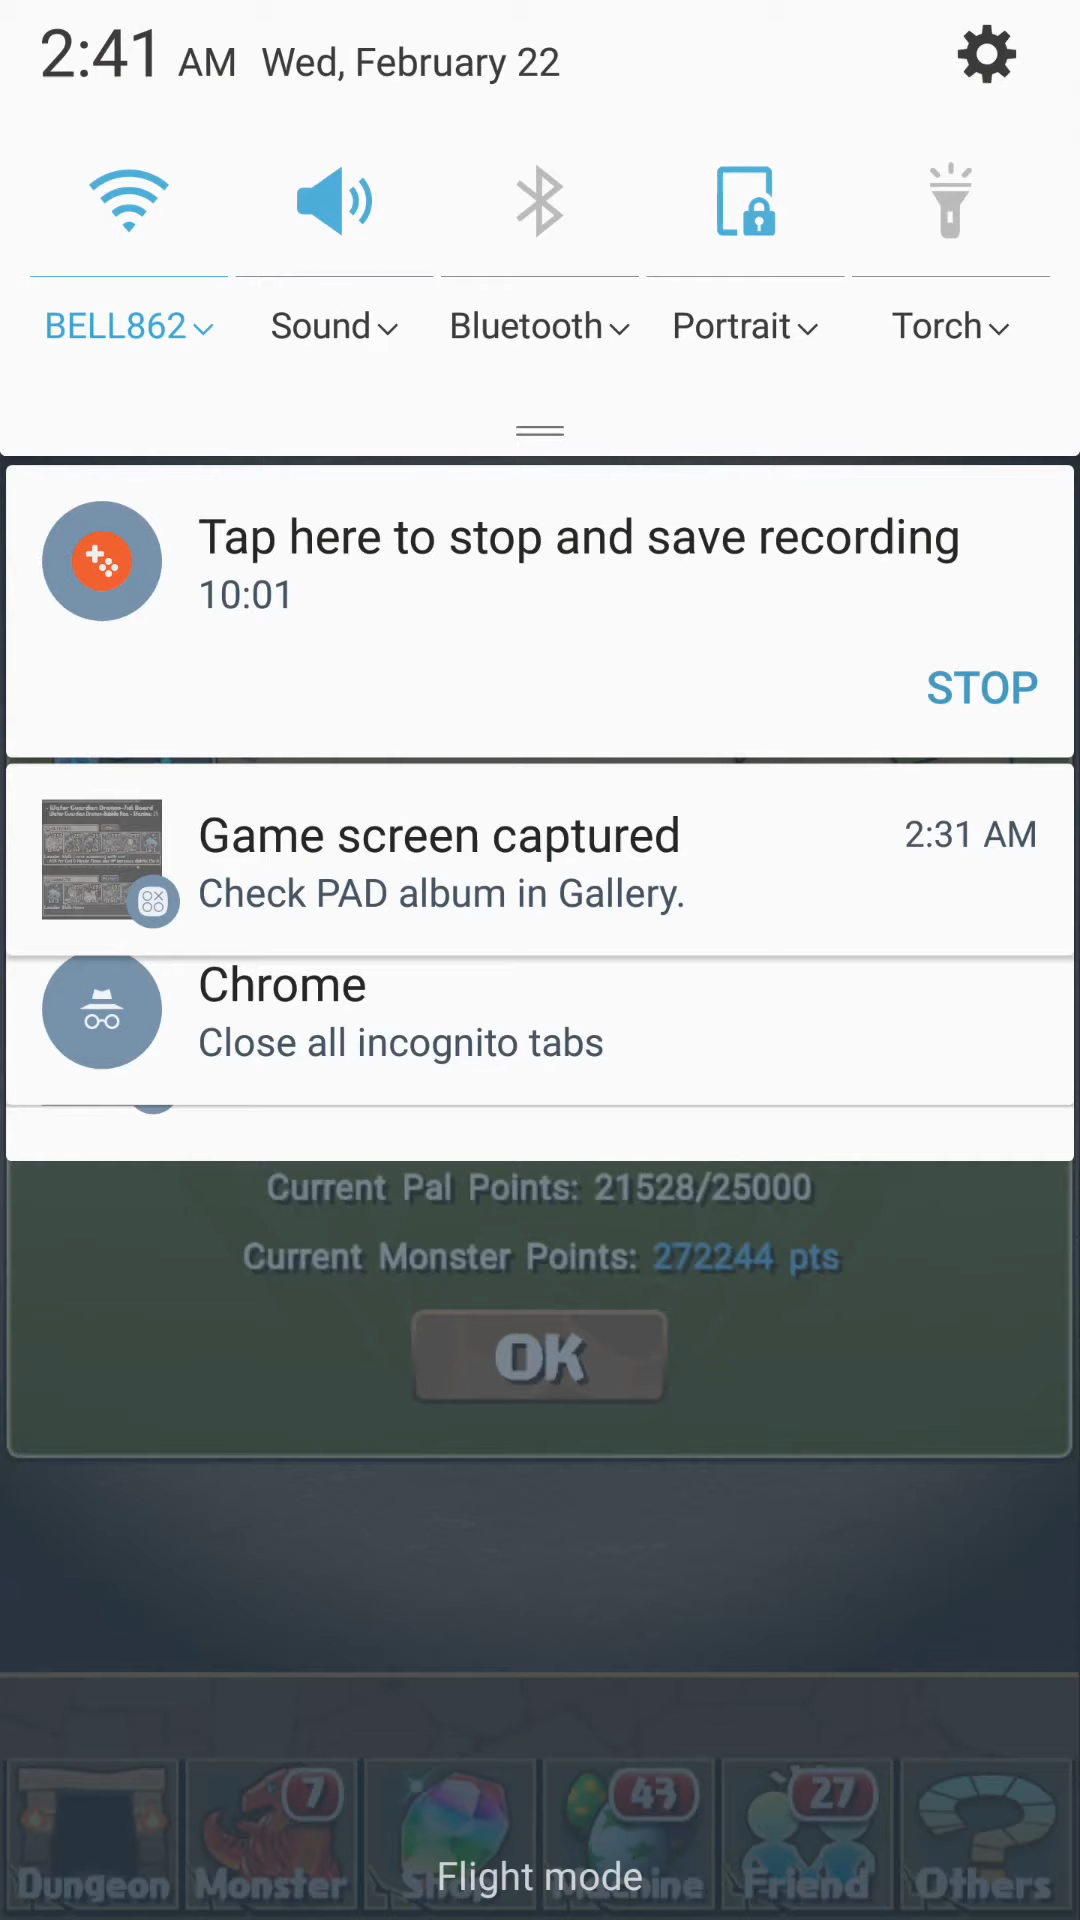 2:41 AM Wed, February 22
BELL862 Sound Bluetooth Portrait Torch
Tap here to stop and save recording
10:01
STOP
Game screen captured 2:31 AM
Check PAD album in Gallery.
Chrome
Close all incognito tabs
Current Pal Points: 21528/25000
Current Monster Points: 272244 pts
OK
7 43 27
Dungeon Monster Friend Others
Flight mode